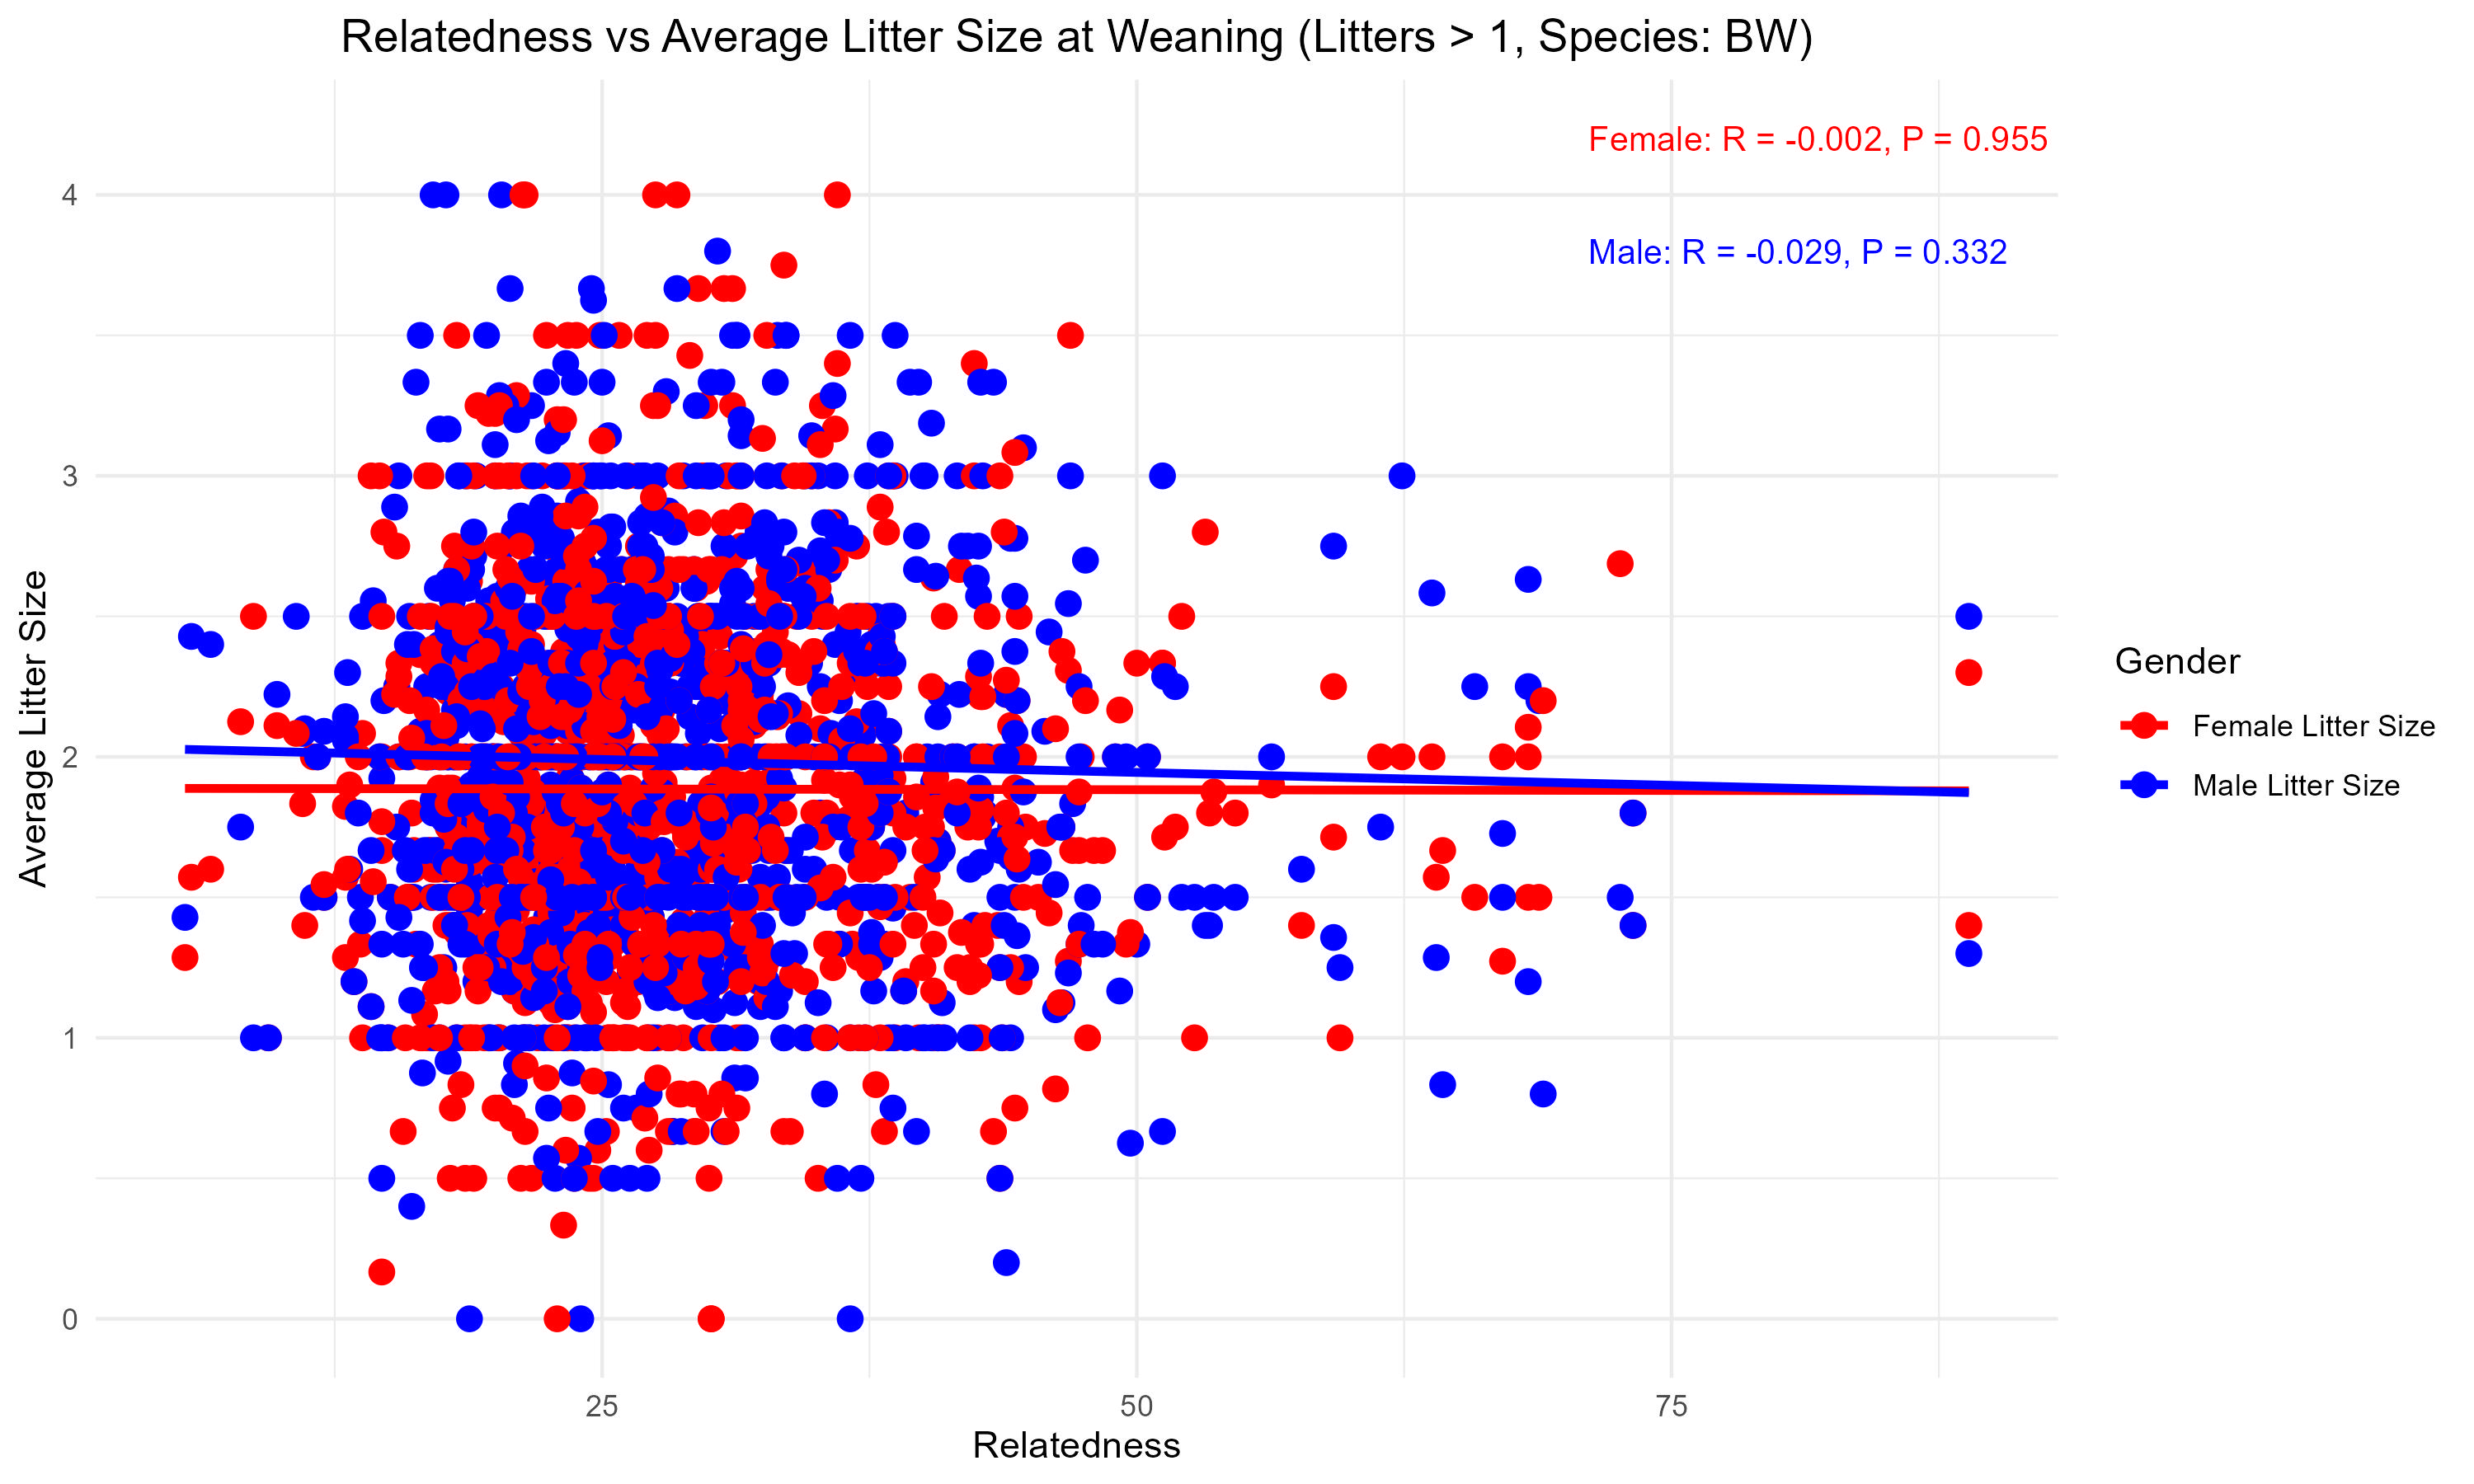 Relatedness vs Average Litter Size at Weaning (Litters > 1, Species: BW)
Female: R = -0.002, P = 0.955
Male: R = -0.029, P = 0.332
Average Litter Size
4
3
2
1
0
25
50
75
Relatedness
Gender
Female Litter Size
Male Litter Size